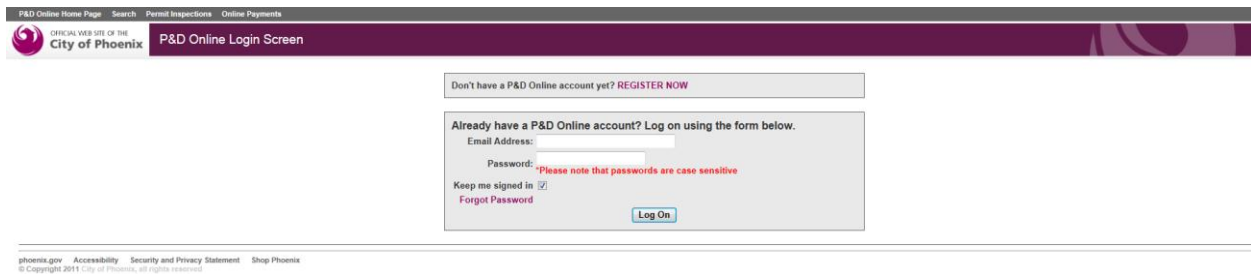 P&D Online Home Page Search Permit Inspections Online Payments
OFFICIAL WEB SITE OF THE
City of Phoenix
P&D Online Login Screen
Don't have a P&D Online account yet? REGISTER NOW
Already have a P&D Online account? Log on using the form below.
Email Address:
Password:
*Please note that passwords are case sensitive
Keep me signed in
Forgot Password
Log On
phoenix.gov Accessibility Security and Privacy Statement Shop Phoenix
© Copyright 2011 City of Phoenix, all rights reserved